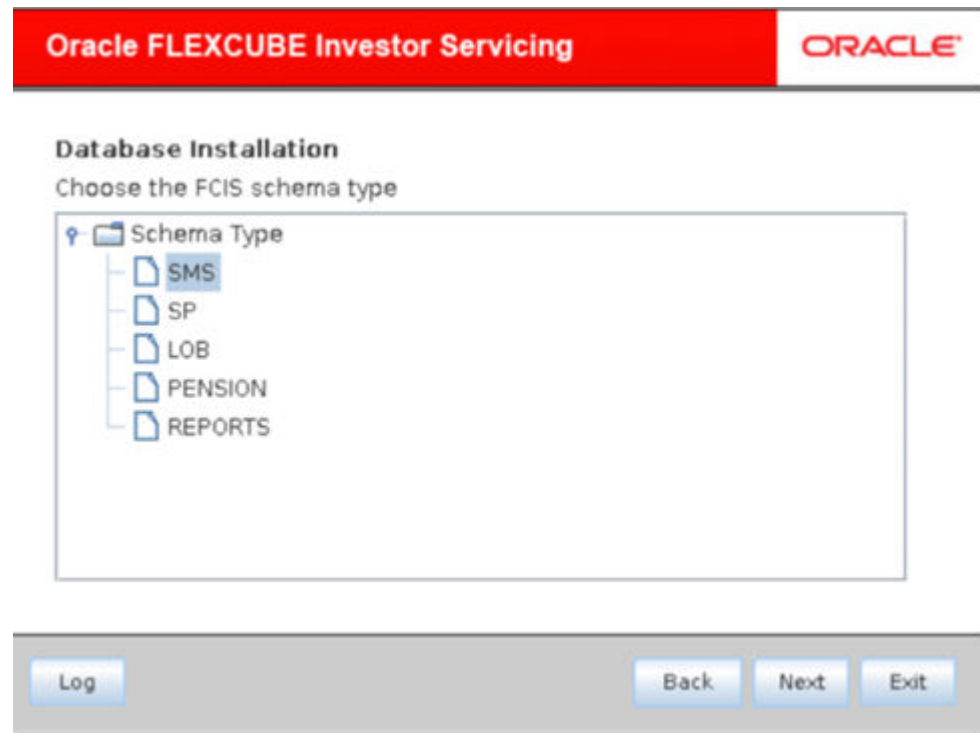 Oracle FLEXCUBE Investor Servicing
ORACLE
Database Installation
Choose the FCIS schema type
Schema Type
SMS
SP
LOB
PENSION
REPORTS
Log
Back
Next
Exit